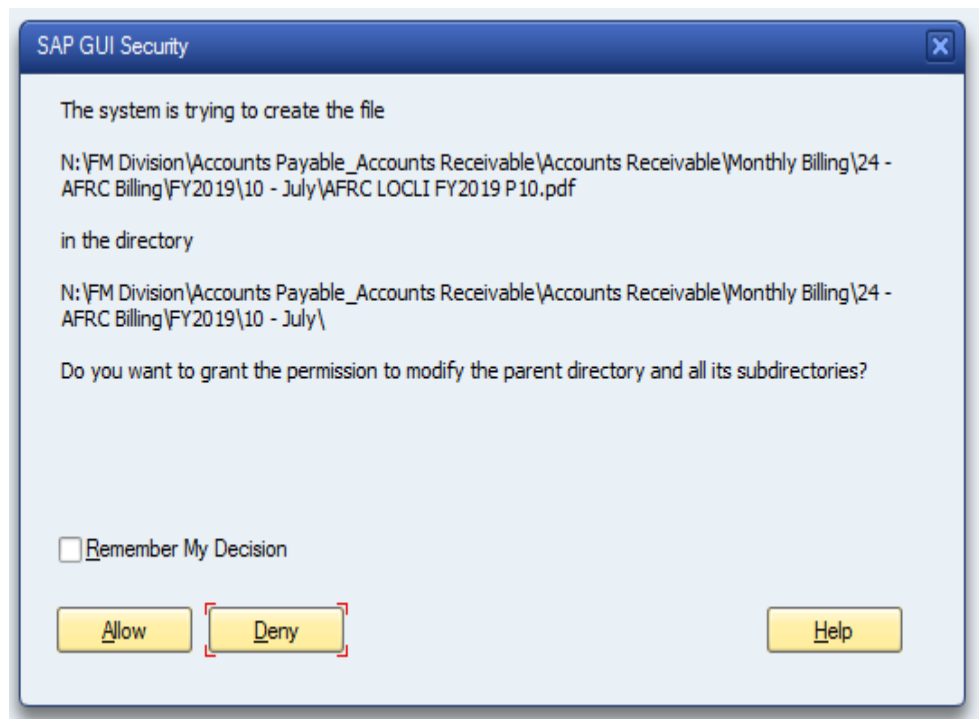 SAP GUI Security
The system is trying to create the file
N:\FM Division\Accounts Payable_Accounts Receivable\Accounts Receivable\Monthly Billing\24 -
AFRC Billing\FY2019\10 - July\AFRC LOCLI FY2019 P10.pdf
in the directory
N:\FM Division\Accounts Payable_Accounts Receivable\Accounts Receivable\Monthly Billing\24 -
AFRC Billing\FY2019\10 - July\
Do you want to grant the permission to modify the parent directory and all its subdirectories?
Remember My Decision
Allow Deny Help